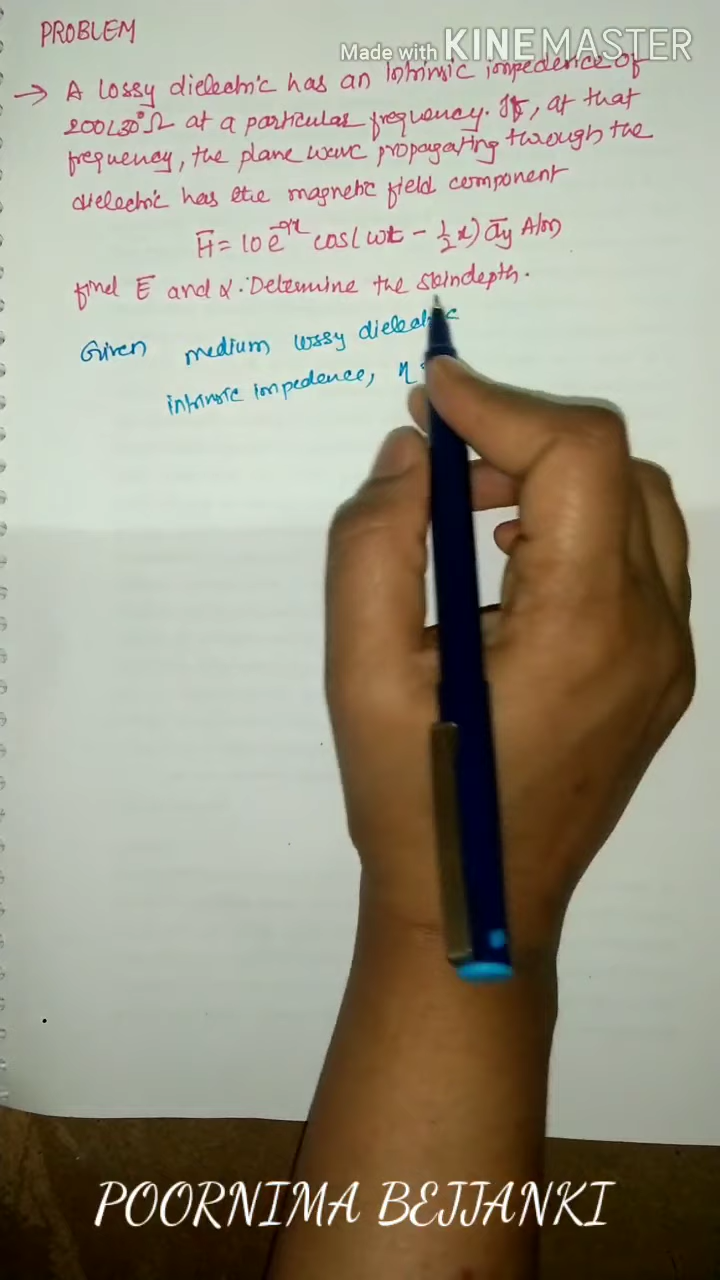 PROBLEM
Made with KINEMASTER
→ A lossy dielectric has an Intrinsic impedence of
200∠30° Ω at a particular frequency. If, at that
frequency, the plane wave propagating through the
dielectric has the magnetic field component
H̄ = 10 e^-αx cos(ωt - ½x) āy A/m
find Ē and α. Determine the skindepth.
Given medium lossy dielectric
intrinsic impedence, η
POORNIMA BEJJANKI